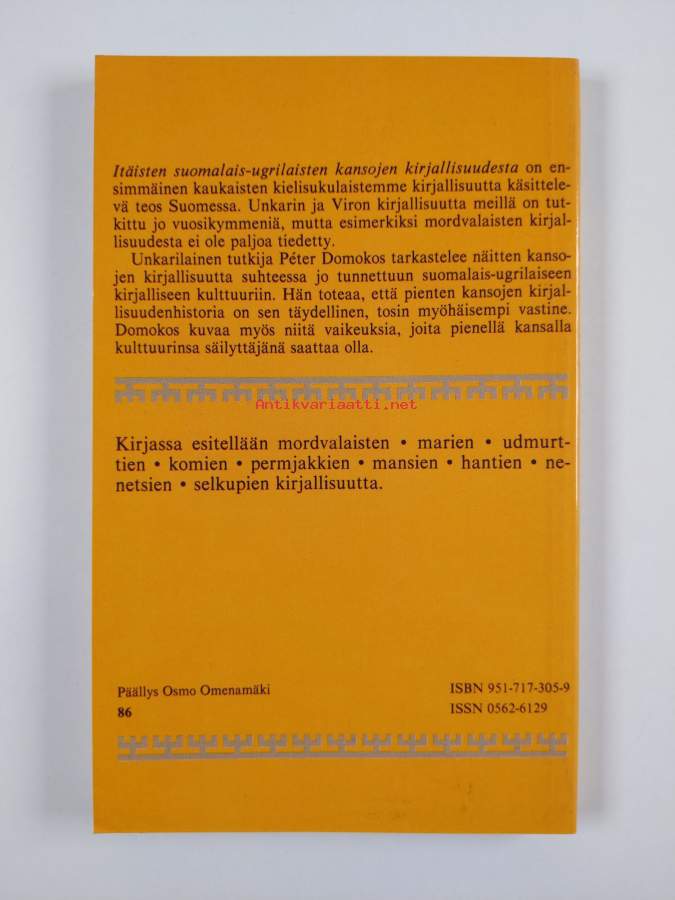 Itäisten suomalais-ugrilaisten kansojen kirjallisuudesta on en-
simmäinen kaukaisten kielisukulaistemme kirjallisuutta käsittele-
vä teos Suomessa. Unkarin ja Viron kirjallisuutta meillä on tut-
kittu jo vuosikymmeniä, mutta esimerkiksi mordvalaisten kirjal-
lisuudesta ei ole paljoa tiedetty.
Unkarilainen tutkija Péter Domokos tarkastelee näitten kanso-
jen kirjallisuutta suhteessa jo tunnettuun suomalais-ugrilaiseen
kirjalliseen kulttuuriin. Hän toteaa, että pienten kansojen kirjal-
lisuudenhistoria on sen täydellinen, tosin myöhäisempi vastine.
Domokos kuvaa myös niitä vaikeuksia, joita pienellä kansalla
kulttuurinsa säilyttäjänä saattaa olla.
Antikvariaatti.net
Kirjassa esitellään mordvalaisten • marien • udmurt-
tien • komien • permjakkien • mansien • hantien • ne-
netsien • selkupien kirjallisuutta.
Päällys Osmo Omenamäki
86
ISBN 951-717-305-9
ISSN 0562-6129